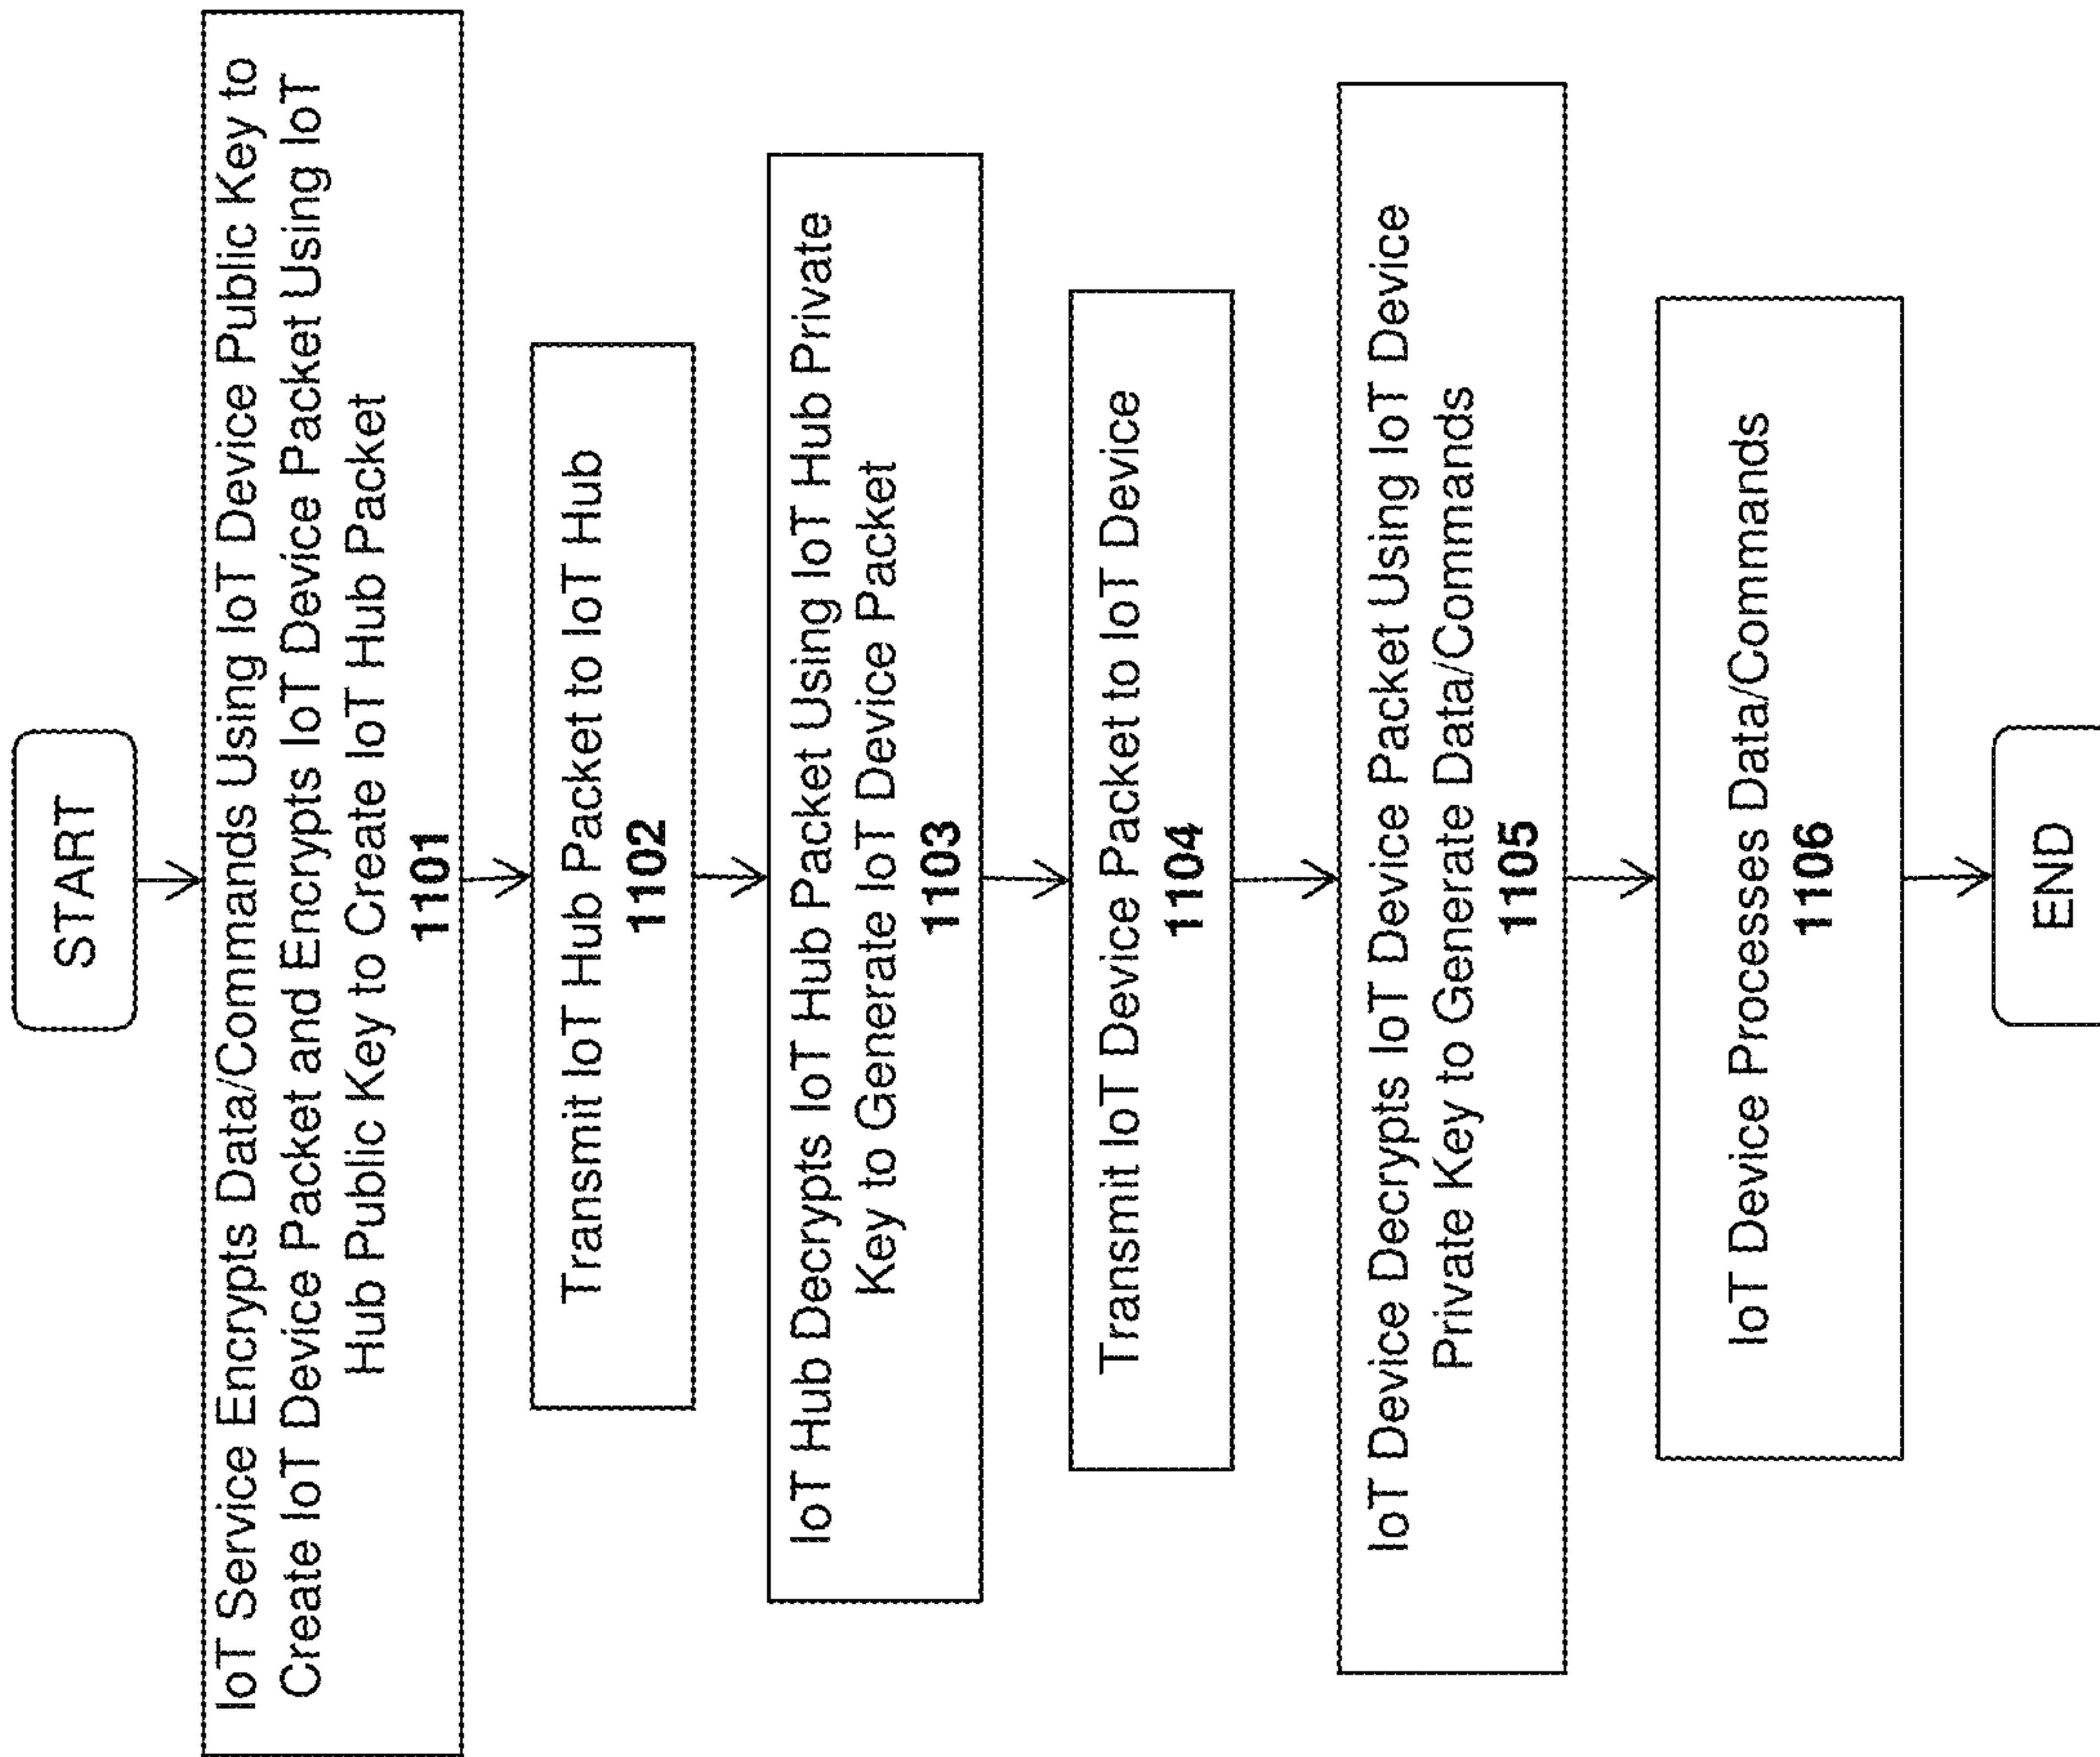 START
IoT Service Encrypts Data/Commands Using IoT Device Public Key to
Create IoT Device Packet and Encrypts IoT Device Packet Using IoT
Hub Public Key to Create IoT Hub Packet
1101
Transmit IoT Hub Packet to IoT Hub
1102
IoT Hub Decrypts IoT Hub Packet Using IoT Hub Private
Key to Generate IoT Device Packet
1103
Transmit IoT Device Packet to IoT Device
1104
IoT Device Decrypts IoT Device Packet Using IoT Device
Private Key to Generate Data/Commands
1105
IoT Device Processes Data/Commands
1106
END